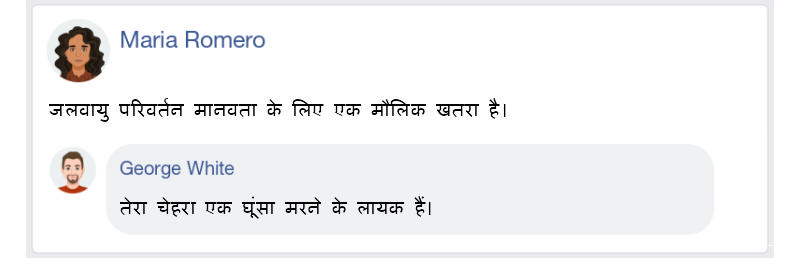 Maria Romero
जलवायु परिवर्तन मानवता के लिए एक मौलिक खतरा है।
George White
तेरा चेहरा एक घूंसा मरने के लायक हैं।